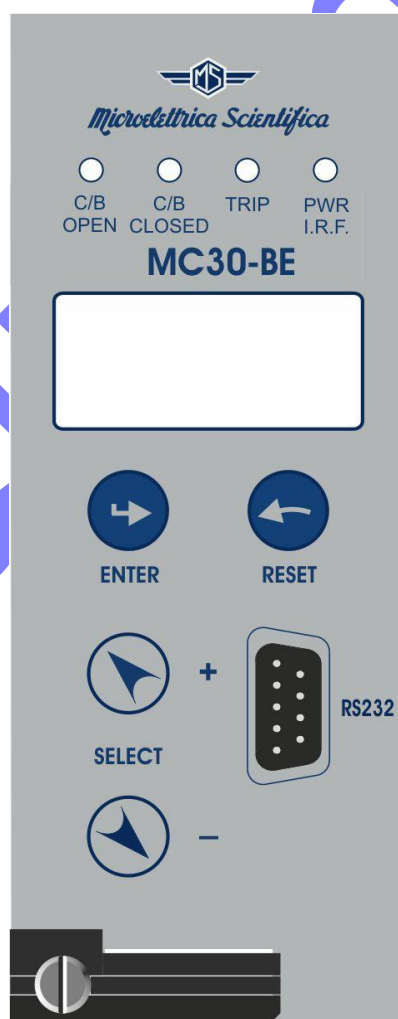 MS
Microelettrica Scientifica
C/B OPEN
C/B CLOSED
TRIP
PWR I.R.F.
MC30-BE
ENTER
RESET
+
RS232
SELECT
–